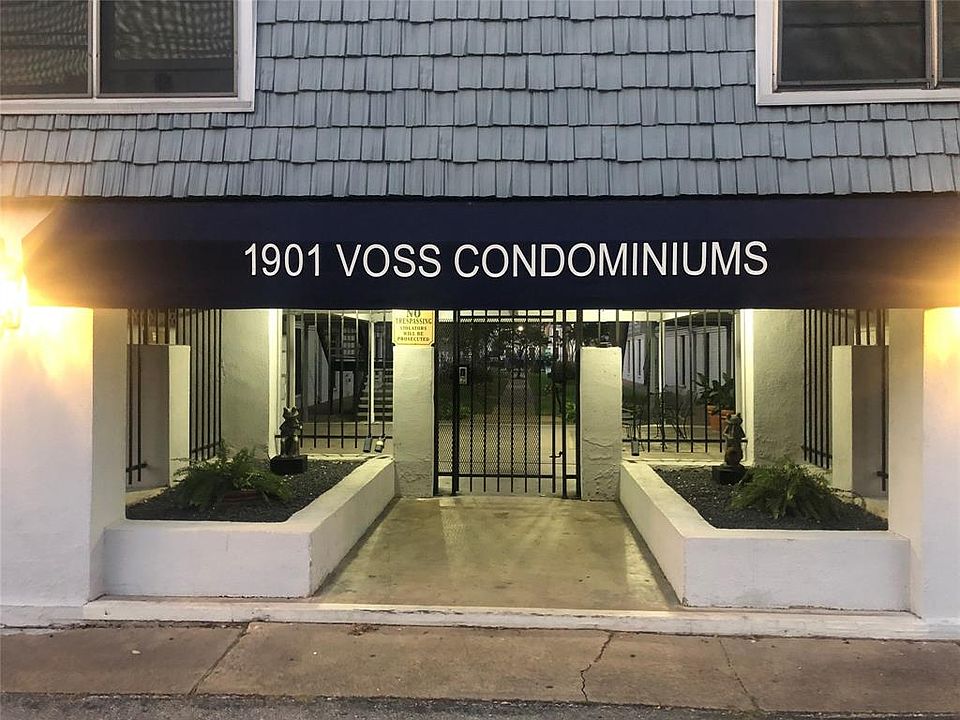 1901 VOSS CONDOMINIUMS
NO
TRESPASSING
VIOLATORS
WILL BE
PROSECUTED